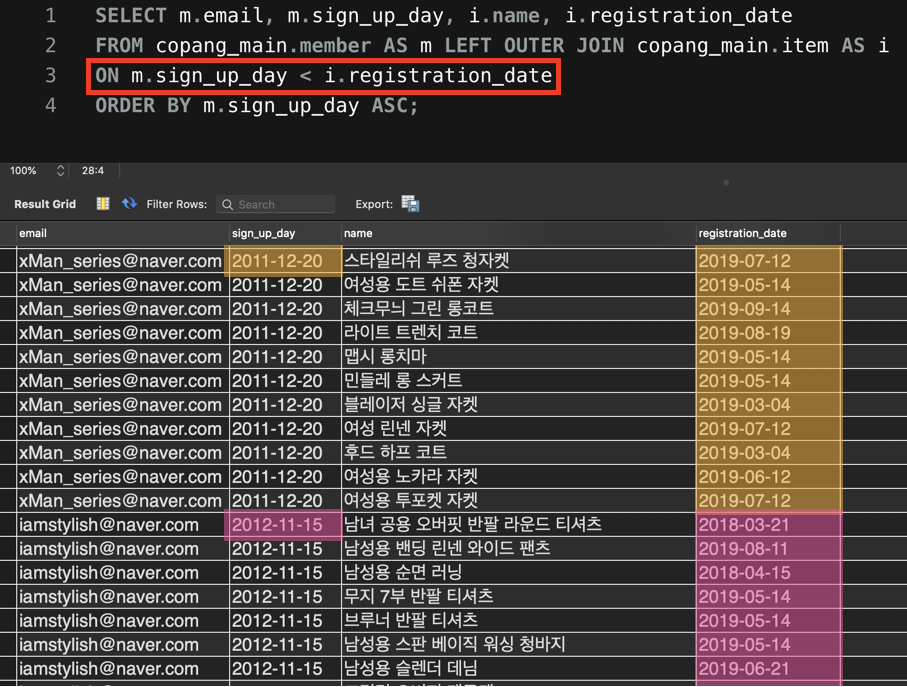 1 SELECT m.email, m.sign_up_day, i.name, i.registration_date
2 FROM copang_main.member AS m LEFT OUTER JOIN copang_main.item AS i
3 ON m.sign_up_day < i.registration_date
4 ORDER BY m.sign_up_day ASC;
100% 28:4
Result Grid Filter Rows: Search Export:
email sign_up_day name registration_date
xMan_series@naver.com 2011-12-20 스타일리쉬 루즈 청자켓 2019-07-12
xMan_series@naver.com 2011-12-20 여성용 도트 쉬폰 자켓 2019-05-14
xMan_series@naver.com 2011-12-20 체크무늬 그린 롱코트 2019-09-14
xMan_series@naver.com 2011-12-20 라이트 트렌치 코트 2019-08-19
xMan_series@naver.com 2011-12-20 맵시 롱치마 2019-05-14
xMan_series@naver.com 2011-12-20 민들레 롱 스커트 2019-05-14
xMan_series@naver.com 2011-12-20 블레이저 싱글 자켓 2019-03-04
xMan_series@naver.com 2011-12-20 여성 린넨 자켓 2019-07-12
xMan_series@naver.com 2011-12-20 후드 하프 코트 2019-03-04
xMan_series@naver.com 2011-12-20 여성용 노카라 자켓 2019-06-12
xMan_series@naver.com 2011-12-20 여성용 투포켓 자켓 2019-07-12
iamstylish@naver.com 2012-11-15 남녀 공용 오버핏 반팔 라운드 티셔츠 2018-03-21
iamstylish@naver.com 2012-11-15 남성용 밴딩 린넨 와이드 팬츠 2019-08-11
iamstylish@naver.com 2012-11-15 남성용 순면 러닝 2018-04-15
iamstylish@naver.com 2012-11-15 무지 7부 반팔 티셔츠 2019-05-14
iamstylish@naver.com 2012-11-15 브루너 반팔 티셔츠 2019-05-14
iamstylish@naver.com 2012-11-15 남성용 스판 베이직 워싱 청바지 2019-05-14
iamstylish@naver.com 2012-11-15 남성용 슬렌더 데님 2019-06-21